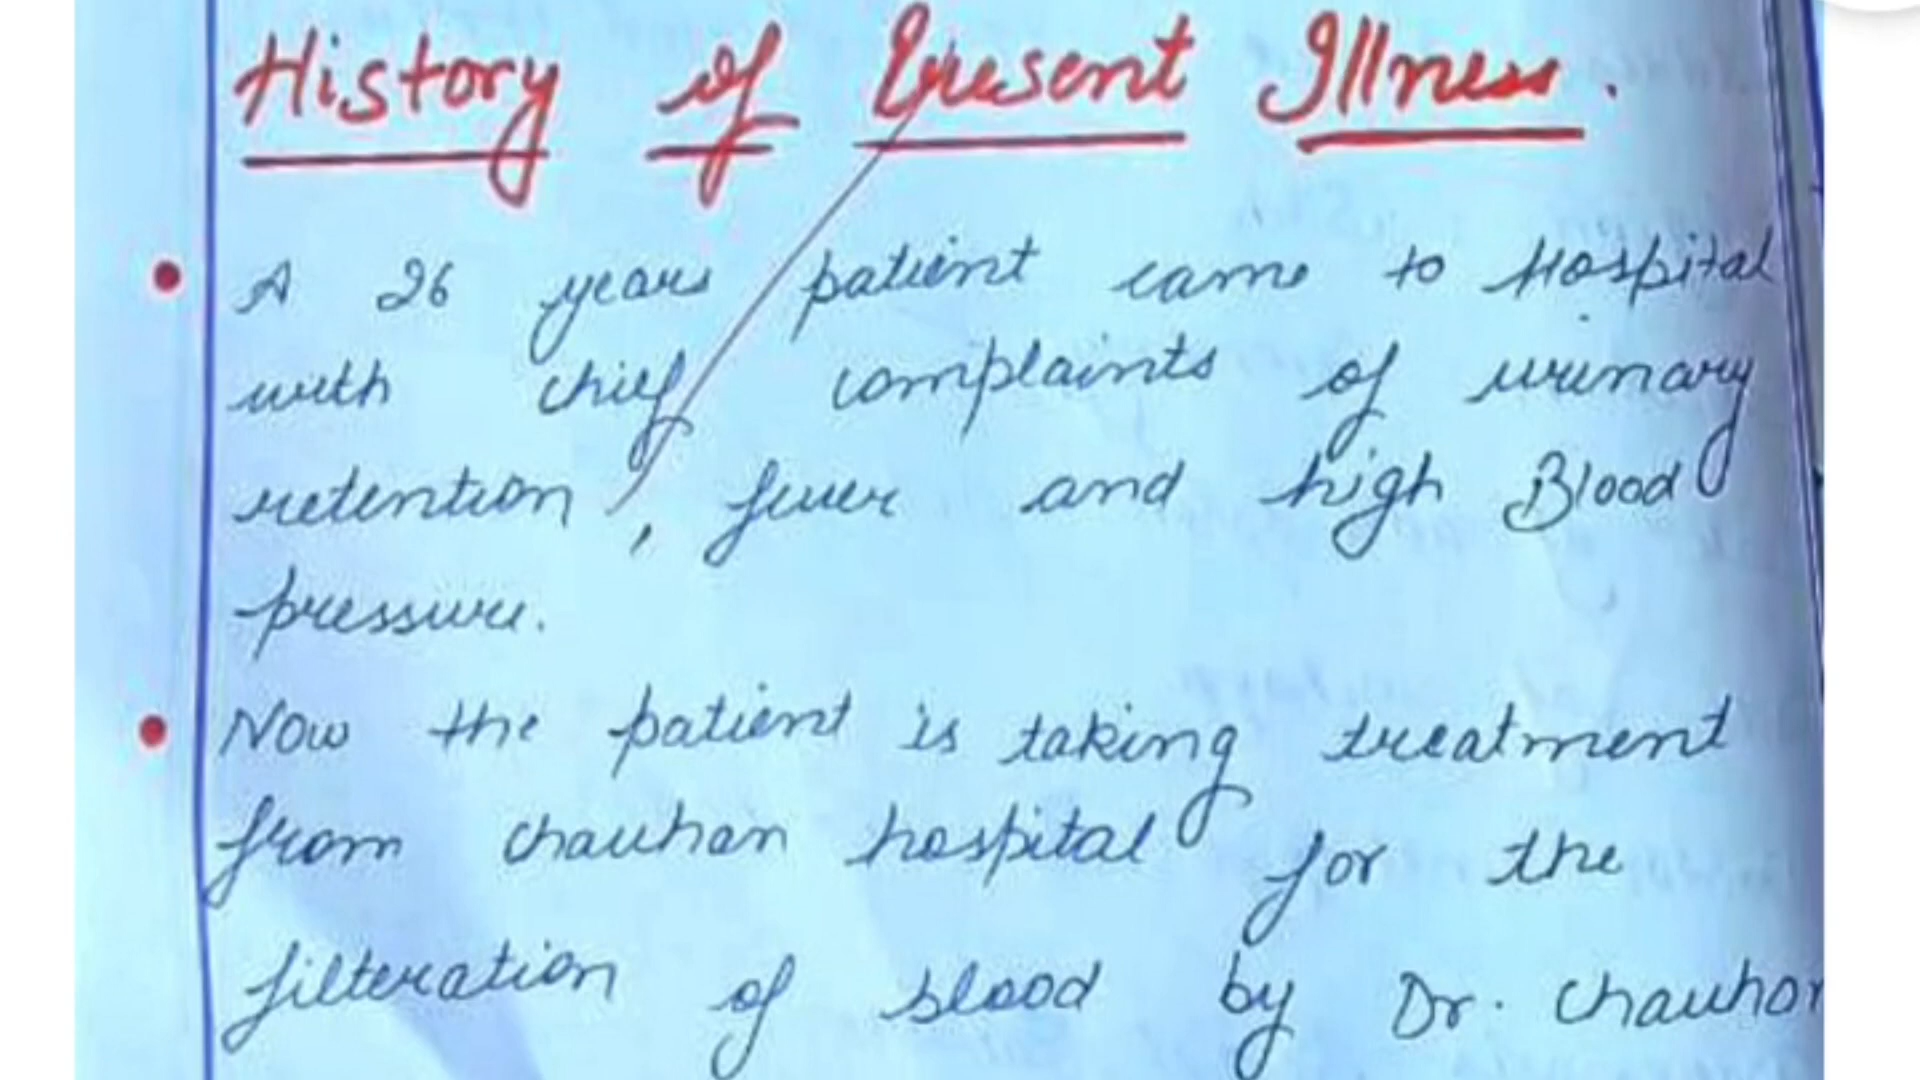 History of Present Illness.
A 26 years patient came to Hospital
with chief complaints of urinary
retention, fever and high Blood
pressure.
Now the patient is taking treatment
from chauhan hospital for the
filteration of blood by Dr. Chauhan